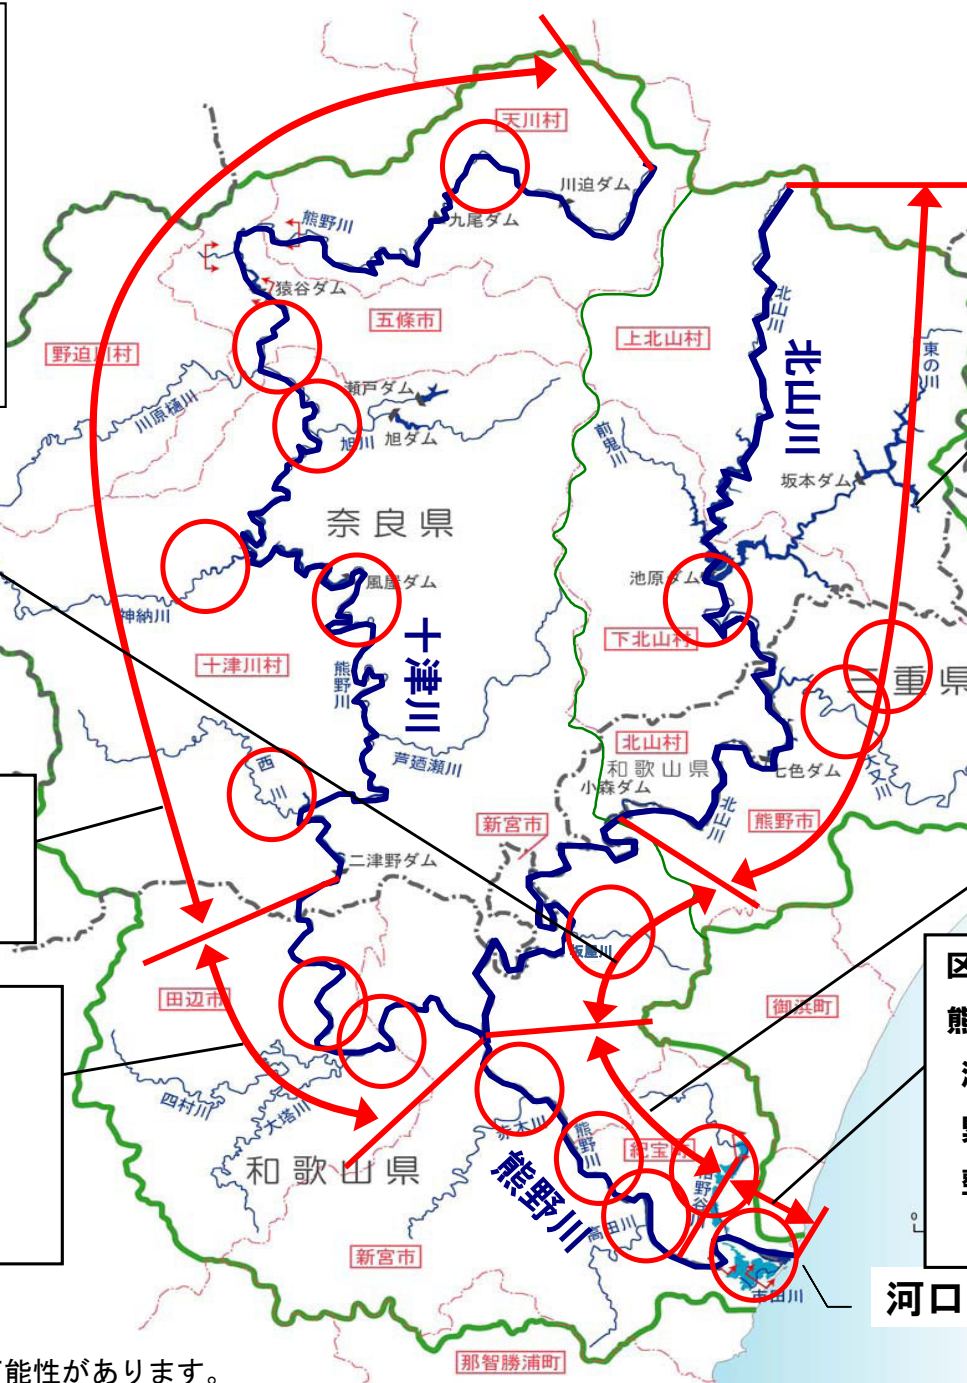 天川村
川迫ダム
九尾ダム
熊野川
猿谷ダム
北山川
五條市
上北山村
野迫川村
北山川
東の川
瀬戸ダム
川原樋川
旭川
旭ダム
前鬼川
坂本ダム
奈良県
池原ダム
風屋ダム
神納川
下北山村
十津川
十津川村
熊野川
三重県
北山村
和歌山県
芦廼瀬川
西川
七色ダム
大又川
小森ダム
北山川
熊野市
新宮市
二津野ダム
板屋川
区
熊
田辺市
御浜町
四村川
大塔川
赤木川
熊野川
紀宝町
和歌山県
相野谷川
熊野川
高田川
新宮市
市田川
河口
那智勝浦町
可能性があります。